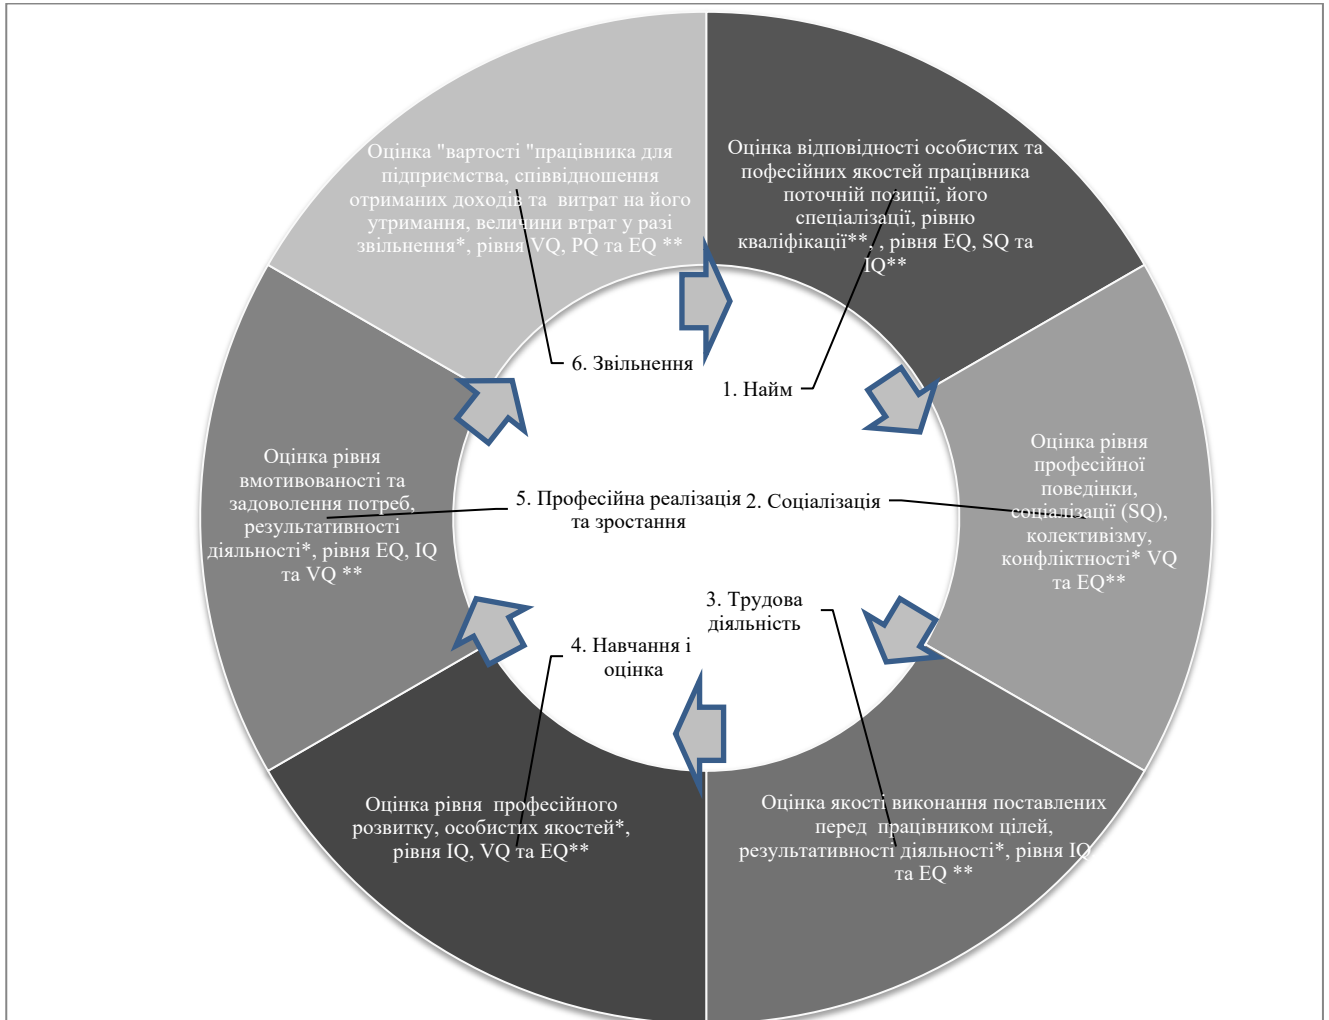 Оцінка "вартості "працівника для
підприємства, співвідношення
отриманих доходів та витрат на його
утримання, величини втрат у разі
звільнення*, рівня VQ, PQ та EQ **
Оцінка відповідності особистих та
пофесійних якостей працівника
поточній позиції, його
спеціалізації, рівню
кваліфікації**, , рівня EQ, SQ та
IQ**
6. Звільнення
1. Найм
Оцінка рівня
вмотивованості та
задоволення потреб,
результативності
діяльності*, рівня EQ, IQ
та VQ **
5. Професійна реалізація
та зростання
2. Соціалізація
Оцінка рівня
професійної
поведінки,
соціалізації (SQ),
колективізму,
конфліктності* VQ
та EQ**
3. Трудова
діяльність
4. Навчання і
оцінка
Оцінка рівня професійного
розвитку, особистих якостей*,
рівня IQ, VQ та EQ**
Оцінка якості виконання поставлених
перед працівником цілей,
результативності діяльності*, рівня IQ
та EQ **